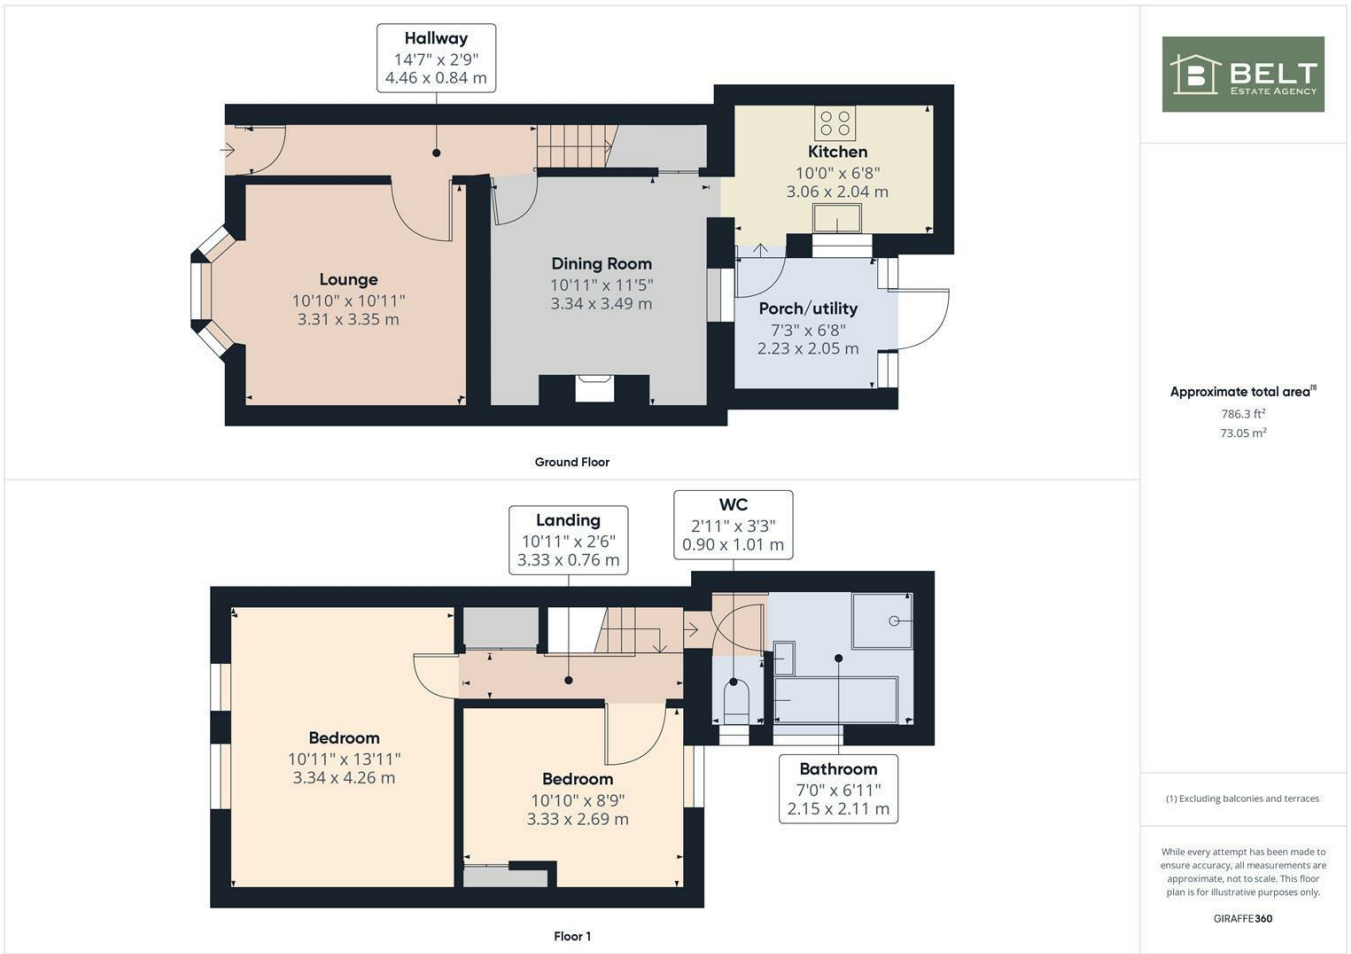 Hallway
14'7" x 2'9"
4.46 x 0.84 m
Kitchen
10'0" x 6'8"
3.06 x 2.04 m
Lounge
10'10" x 10'11"
3.31 x 3.35 m
Dining Room
10'11" x 11'5"
3.34 x 3.49 m
Porch/utility
7'3" x 6'8"
2.23 x 2.05 m
Ground Floor
Landing
10'11" x 2'6"
3.33 x 0.76 m
WC
2'11" x 3'3"
0.90 x 1.01 m
Bedroom
10'11" x 13'11"
3.34 x 4.26 m
Bedroom
10'10" x 8'9"
3.33 x 2.69 m
Bathroom
7'0" x 6'11"
2.15 x 2.11 m
Floor 1
B BELT
ESTATE AGENCY
Approximate total area(1)
786.3 ft²
73.05 m²
(1) Excluding balconies and terraces
While every attempt has been made to
ensure accuracy, all measurements are
approximate, not to scale. This floor
plan is for illustrative purposes only.
GIRAFFE360